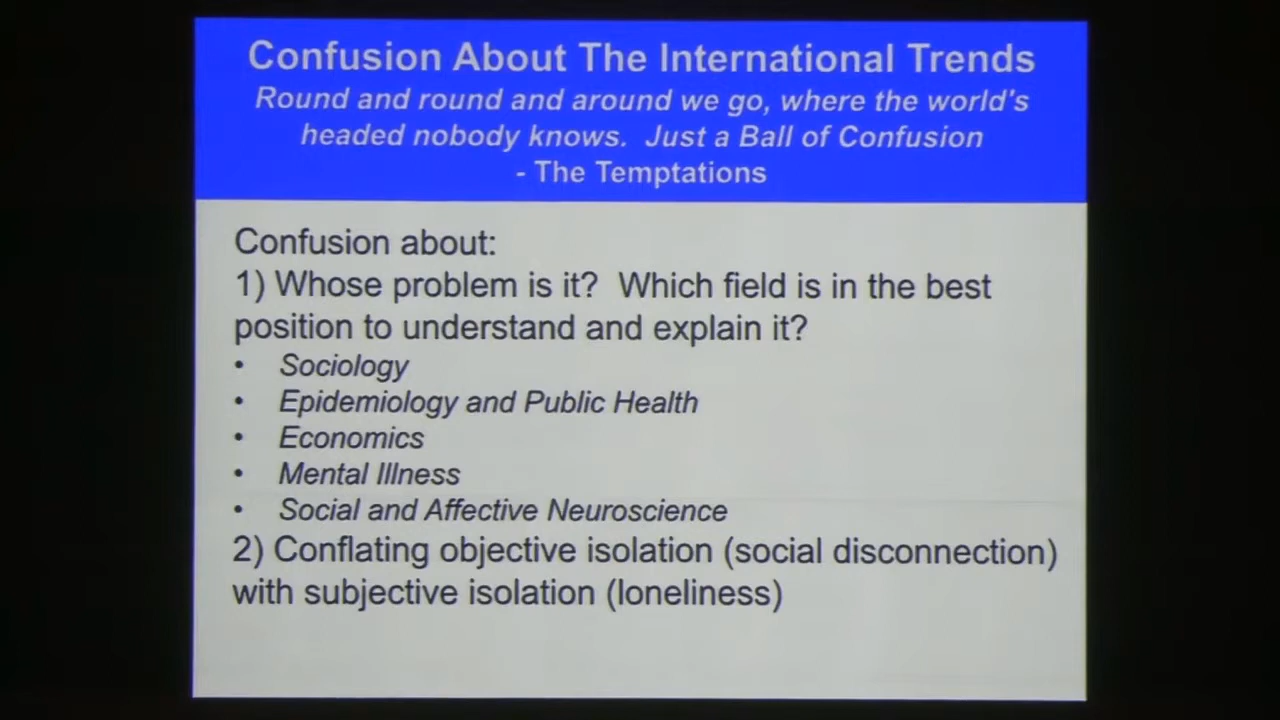 Confusion About The International Trends
Round and round and around we go, where the world's
headed nobody knows.  Just a Ball of Confusion
- The Temptations
Confusion about:
1) Whose problem is it?  Which field is in the best
position to understand and explain it?
• Sociology
• Epidemiology and Public Health
• Economics
• Mental Illness
• Social and Affective Neuroscience
2) Conflating objective isolation (social disconnection)
with subjective isolation (loneliness)